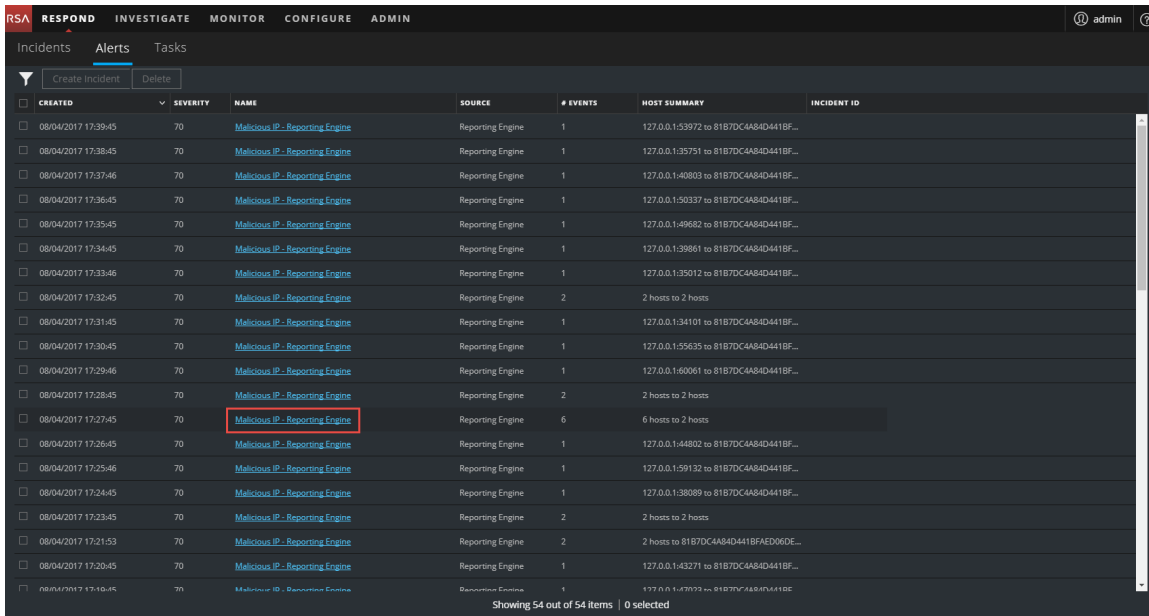 RSA RESPOND INVESTIGATE MONITOR CONFIGURE ADMIN admin
Incidents Alerts Tasks
Create Incident Delete
CREATED SEVERITY NAME SOURCE # EVENTS HOST SUMMARY INCIDENT ID
08/04/2017 17:39:45 70 Malicious IP - Reporting Engine Reporting Engine 1 127.0.0.1:53972 to 81B7DC4A84D441BF...
08/04/2017 17:38:45 70 Malicious IP - Reporting Engine Reporting Engine 1 127.0.0.1:35751 to 81B7DC4A84D441BF...
08/04/2017 17:37:46 70 Malicious IP - Reporting Engine Reporting Engine 1 127.0.0.1:40803 to 81B7DC4A84D441BF...
08/04/2017 17:36:45 70 Malicious IP - Reporting Engine Reporting Engine 1 127.0.0.1:50337 to 81B7DC4A84D441BF...
08/04/2017 17:35:45 70 Malicious IP - Reporting Engine Reporting Engine 1 127.0.0.1:49682 to 81B7DC4A84D441BF...
08/04/2017 17:34:45 70 Malicious IP - Reporting Engine Reporting Engine 1 127.0.0.1:39861 to 81B7DC4A84D441BF...
08/04/2017 17:33:46 70 Malicious IP - Reporting Engine Reporting Engine 1 127.0.0.1:35012 to 81B7DC4A84D441BF...
08/04/2017 17:32:45 70 Malicious IP - Reporting Engine Reporting Engine 2 2 hosts to 2 hosts
08/04/2017 17:31:45 70 Malicious IP - Reporting Engine Reporting Engine 1 127.0.0.1:34101 to 81B7DC4A84D441BF...
08/04/2017 17:30:45 70 Malicious IP - Reporting Engine Reporting Engine 1 127.0.0.1:55635 to 81B7DC4A84D441BF...
08/04/2017 17:29:46 70 Malicious IP - Reporting Engine Reporting Engine 1 127.0.0.1:60061 to 81B7DC4A84D441BF...
08/04/2017 17:28:45 70 Malicious IP - Reporting Engine Reporting Engine 2 2 hosts to 2 hosts
08/04/2017 17:27:45 70 Malicious IP - Reporting Engine Reporting Engine 6 6 hosts to 2 hosts
08/04/2017 17:26:45 70 Malicious IP - Reporting Engine Reporting Engine 1 127.0.0.1:44802 to 81B7DC4A84D441BF...
08/04/2017 17:25:46 70 Malicious IP - Reporting Engine Reporting Engine 1 127.0.0.1:59132 to 81B7DC4A84D441BF...
08/04/2017 17:24:45 70 Malicious IP - Reporting Engine Reporting Engine 1 127.0.0.1:38089 to 81B7DC4A84D441BF...
08/04/2017 17:23:45 70 Malicious IP - Reporting Engine Reporting Engine 2 2 hosts to 2 hosts
08/04/2017 17:21:53 70 Malicious IP - Reporting Engine Reporting Engine 2 2 hosts to 81B7DC4A84D441BFAED06DE...
08/04/2017 17:20:45 70 Malicious IP - Reporting Engine Reporting Engine 1 127.0.0.1:43271 to 81B7DC4A84D441BF...
08/04/2017 17:19:45 70 Malicious IP - Reporting Engine Reporting Engine 1 127.0.0.1:47023 to 81B7DC4A84D441BF
Showing 54 out of 54 items | 0 selected